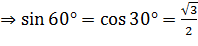 ⇒ sin 60° = cos 30° = √3/2